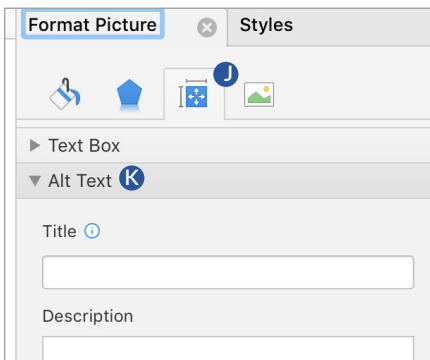 Format Picture Styles
J
Text Box
Alt Text K
Title
Description